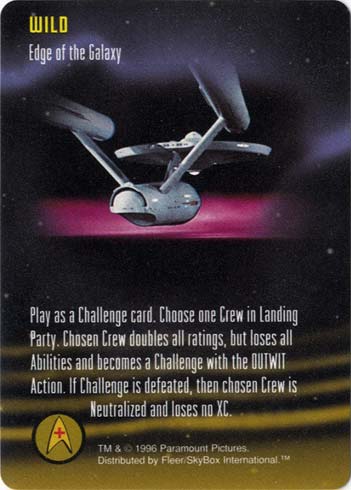 WILD
Edge of the Galaxy
Play as a Challenge card. Choose one Crew in Landing
Party. Chosen Crew doubles all ratings, but loses all
Abilities and becomes a Challenge with the OUTWIT
Action. If Challenge is defeated, then chosen Crew is
Neutralized and loses no XC.
TM & © 1996 Paramount Pictures.
Distributed by Fleer/SkyBox International.™